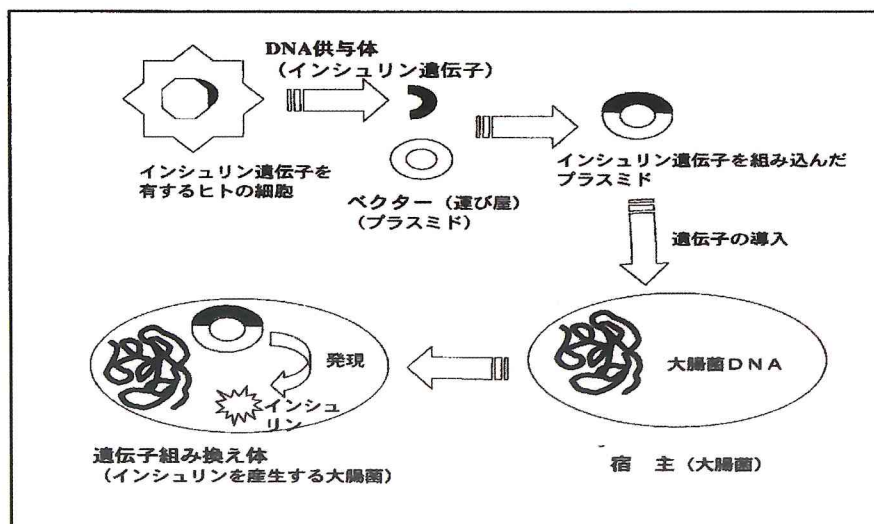 DNA供与体
(インシュリン遺伝子)
インシュリン遺伝子を
有するヒトの細胞
ベクター（運び屋）
(プラスミド)
インシュリン遺伝子を組み込んだ
プラスミド
遺伝子の導入
大腸菌DNA
宿 主（大腸菌）
発現
インシュ
リン
遺伝子組み換え体
(インシュリンを産生する大腸菌)